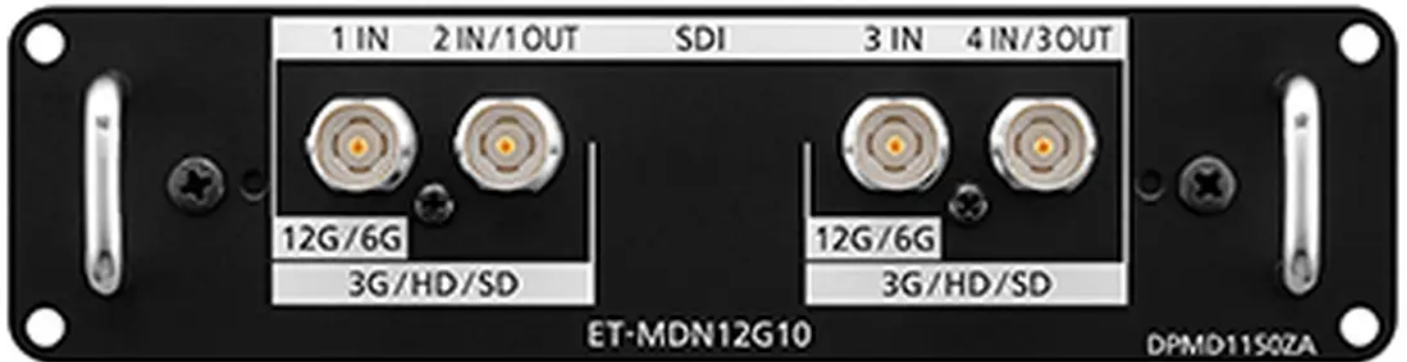 1 IN 2 IN/1 OUT SDI 3 IN 4 IN/3 OUT
12G/6G 12G/6G
3G/HD/SD 3G/HD/SD
ET-MDN12G10
DPMD11S0ZA